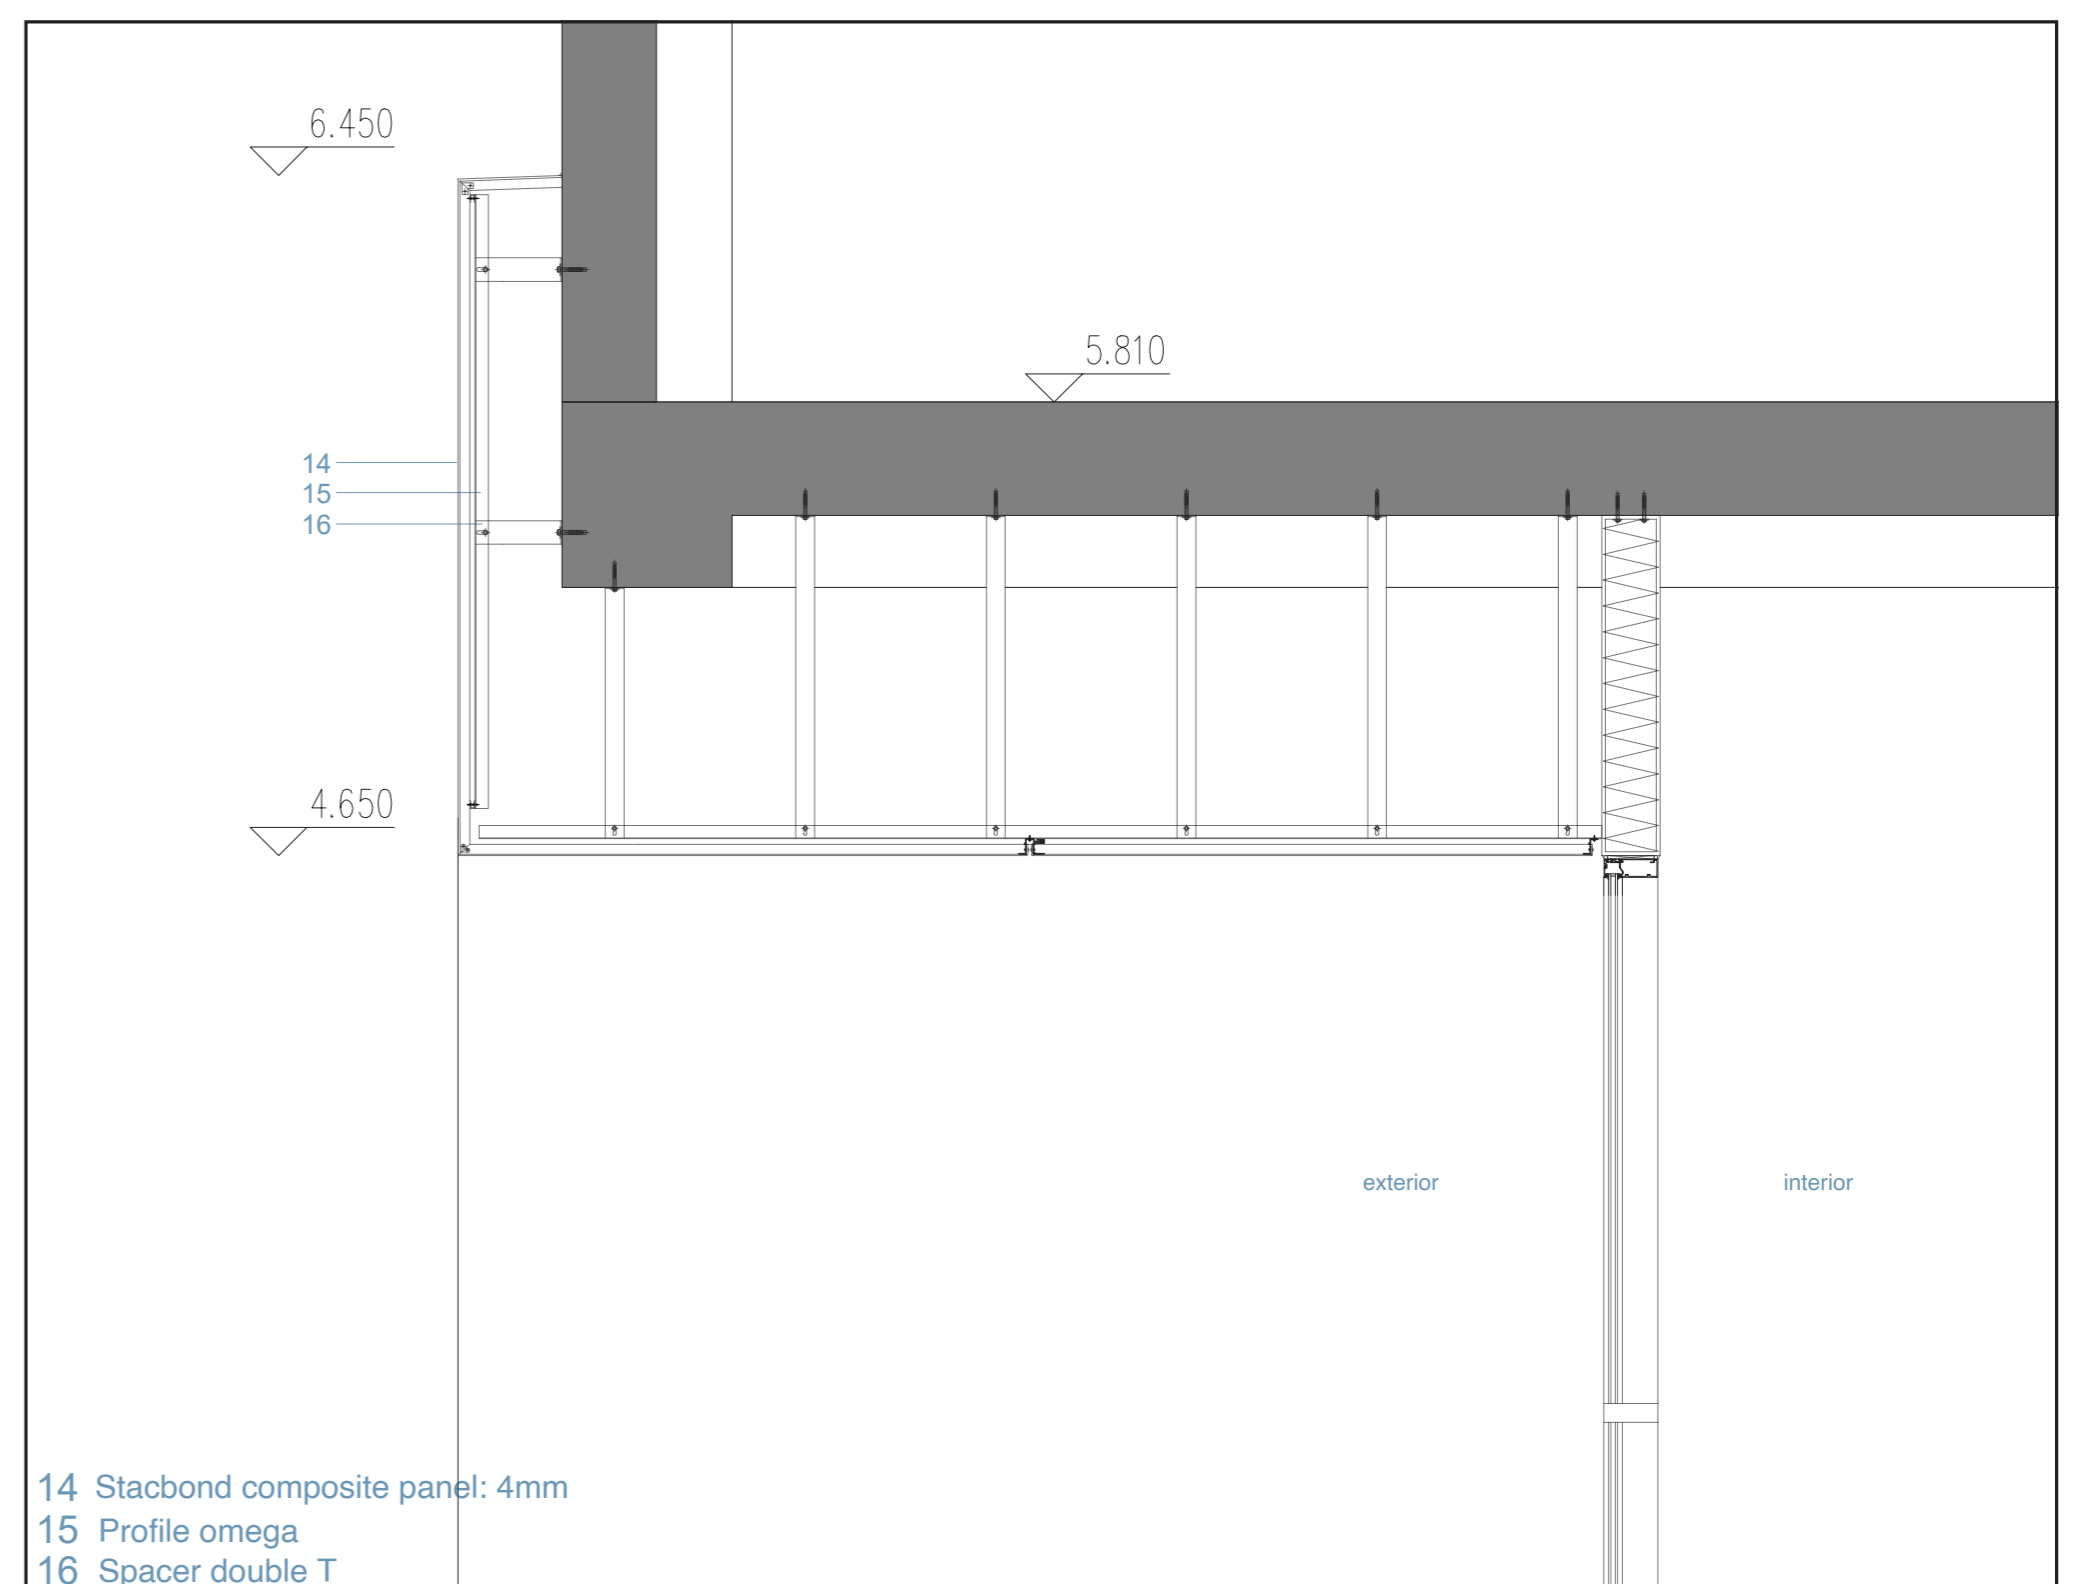 6.450
5.810
14
15
16
4.650
exterior interior
14 Stacbond composite panel: 4mm
15 Profile omega
16 Spacer double T